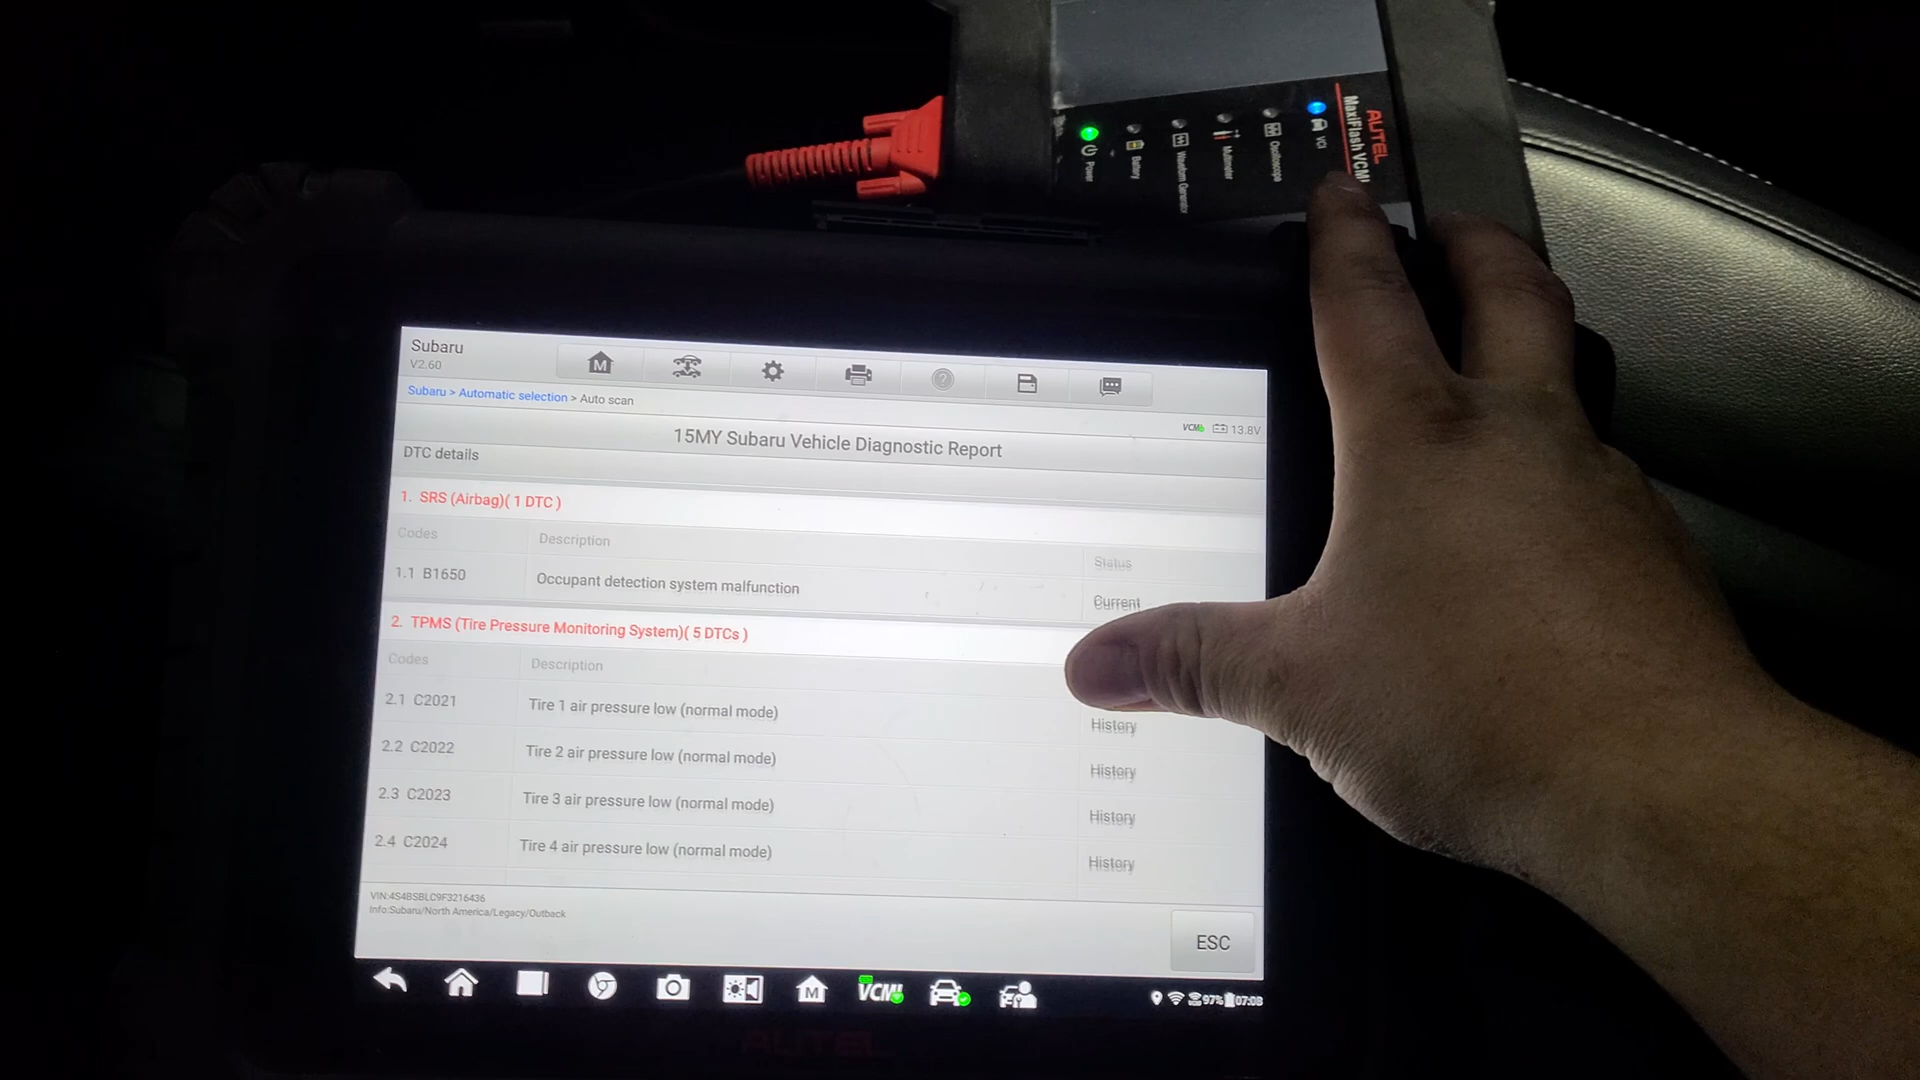 AUTEL
MaxiFlash VCMI
VCI
Oscilloscope
Multimeter
Waveform Generator
Battery
Power
Subaru
V2.60
M
?
Subaru > Automatic selection > Auto scan
VCMI 13.8V
15MY Subaru Vehicle Diagnostic Report
DTC details
1. SRS (Airbag)( 1 DTC )
Codes Description Status
1.1 B1650 Occupant detection system malfunction Current
2. TPMS (Tire Pressure Monitoring System)( 5 DTCs )
Codes Description
2.1 C2021 Tire 1 air pressure low (normal mode) History
2.2 C2022 Tire 2 air pressure low (normal mode) History
2.3 C2023 Tire 3 air pressure low (normal mode) History
2.4 C2024 Tire 4 air pressure low (normal mode) History
VIN:4S4BSBLC9F3216436
Info:Subaru/North America/Legacy/Outback
ESC
M
VCMI
97% 07:08
AUTEL